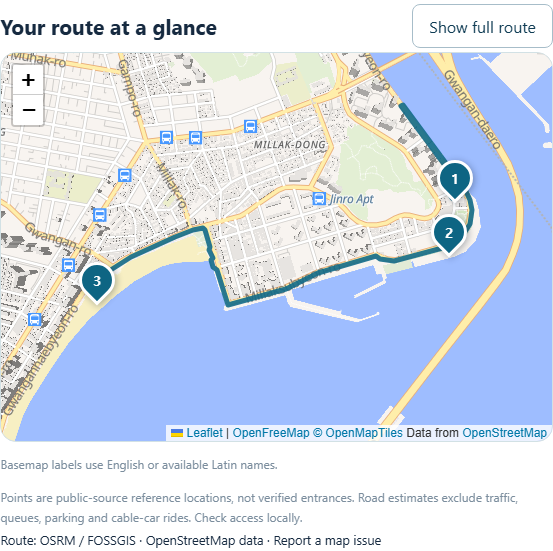 Your route at a glance
Show full route
Muhak-ro
Gampo-ro
Gwangan-daero
+
−
MILLAK-DONG
Millak-ro
Jinro Apt
1
2
3
Gwangan-ro
Gwanganhaebyeon-ro
Leaflet | OpenFreeMap © OpenMapTiles Data from OpenStreetMap
Basemap labels use English or available Latin names.
Points are public-source reference locations, not verified entrances. Road estimates exclude traffic,
queues, parking and cable-car rides. Check access locally.
Route: OSRM / FOSSGIS · OpenStreetMap data · Report a map issue